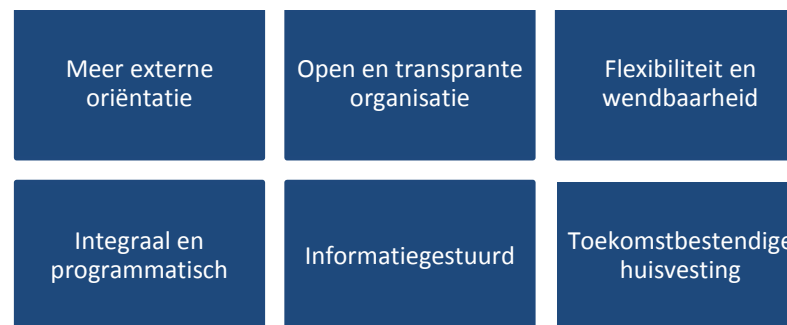 Meer externe
oriëntatie
Open en transprante
organisatie
Flexibiliteit en
wendbaarheid
Integraal en
programmatisch
Informatiegestuurd
Toekomstbestendige
huisvesting